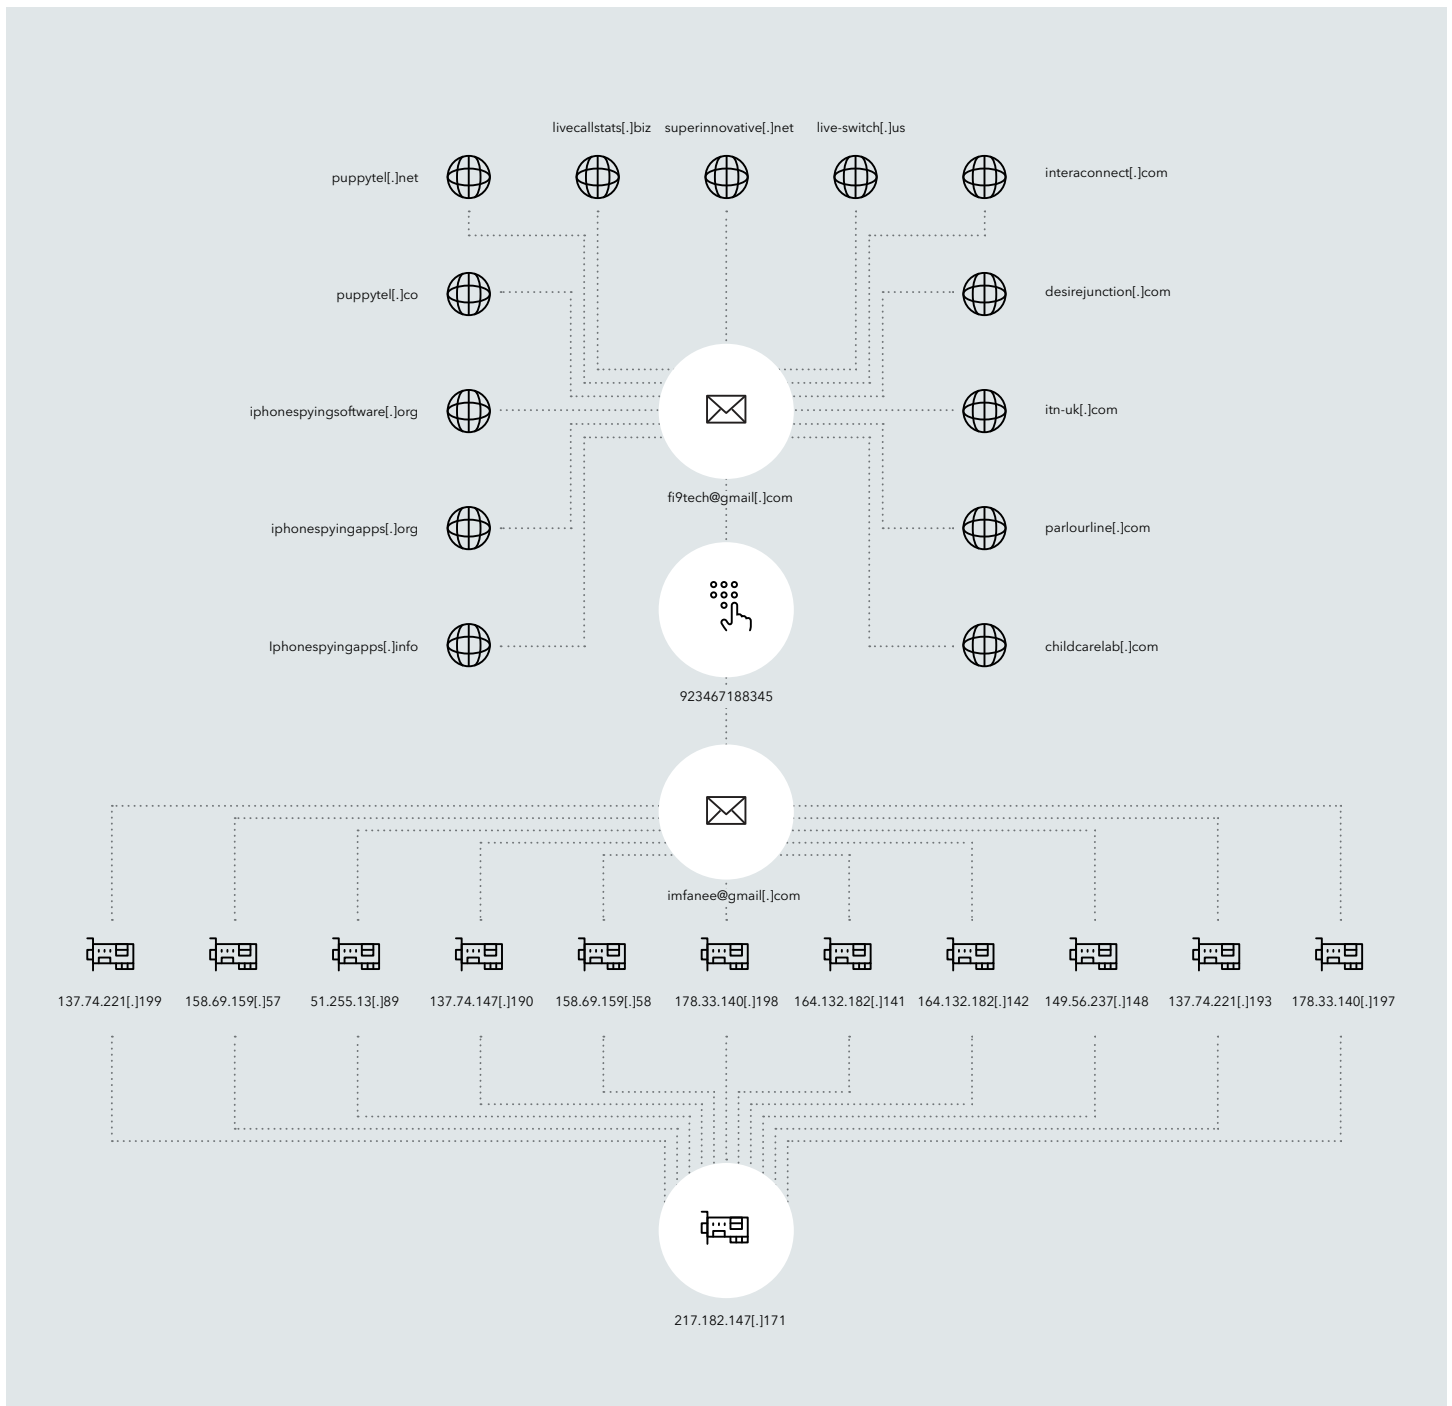 livecallstats[.]biz
superinnovative[.]net
live-switch[.]us
puppytel[.]net
interaconnect[.]com
puppytel[.]co
desirejunction[.]com
iphonespyingsoftware[.]org
itn-uk[.]com
fi9tech@gmail[.]com
iphonespyingapps[.]org
parlourline[.]com
Iphonespyingapps[.]info
childcarelab[.]com
923467188345
imfanee@gmail[.]com
137.74.221[.]199
158.69.159[.]57
51.255.13[.]89
137.74.147[.]190
158.69.159[.]58
178.33.140[.]198
164.132.182[.]141
164.132.182[.]142
149.56.237[.]148
137.74.221[.]193
178.33.140[.]197
217.182.147[.]171